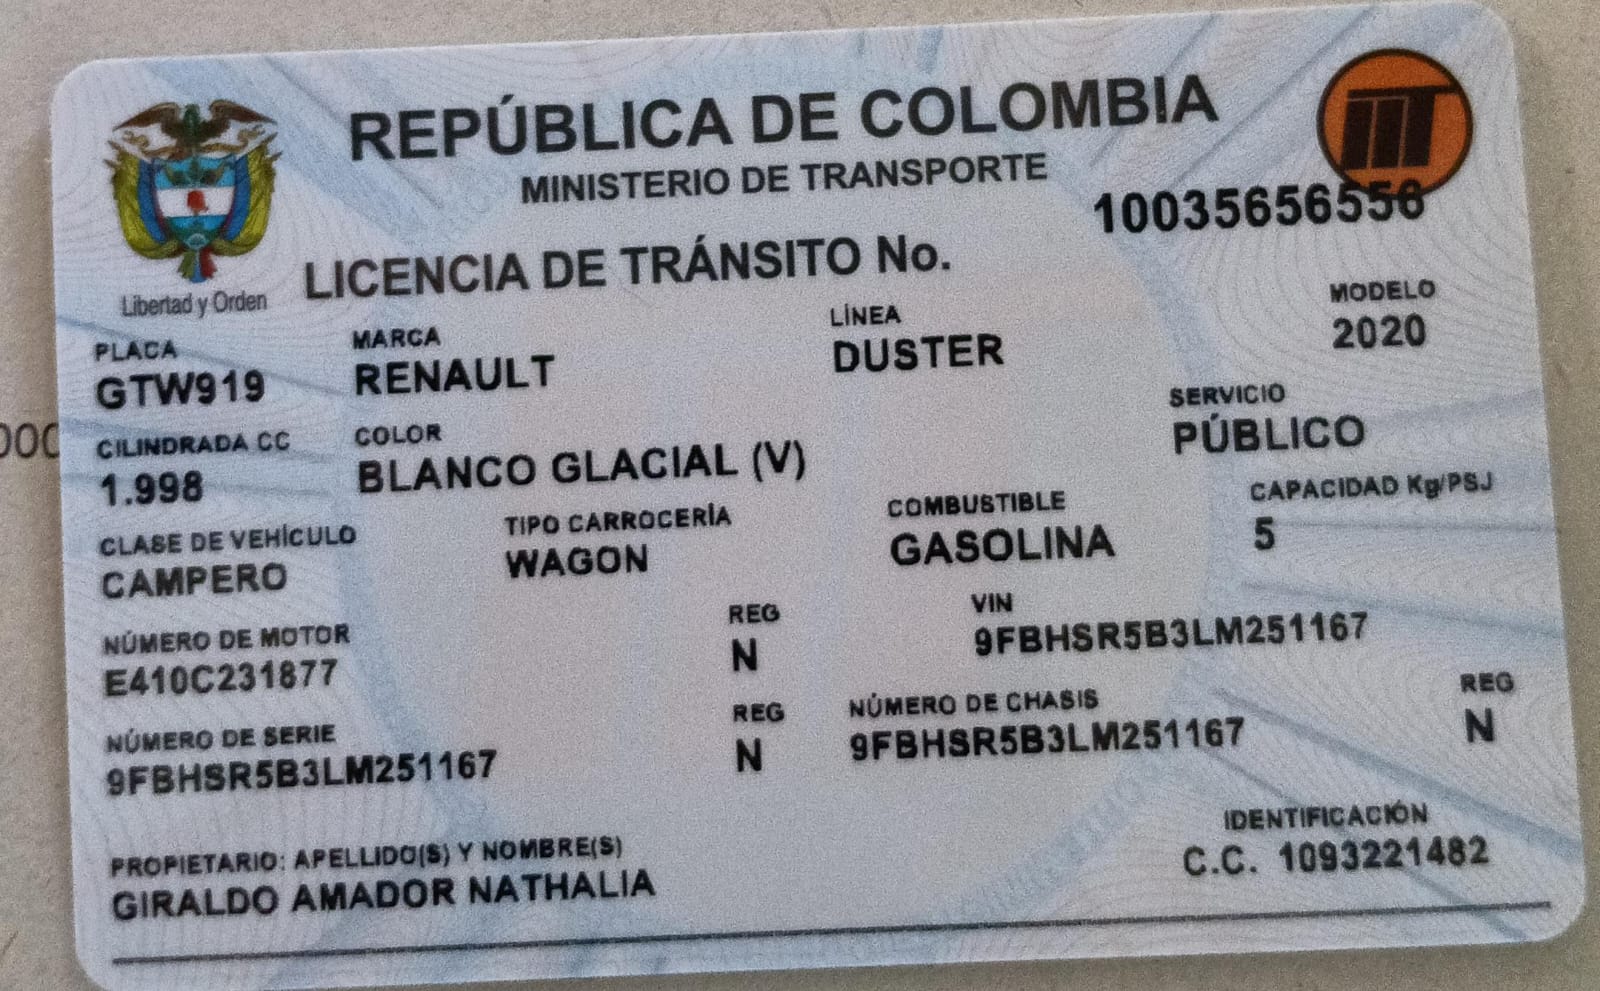 REPÚBLICA DE COLOMBIA
MINISTERIO DE TRANSPORTE
10035656556
LICENCIA DE TRÁNSITO No.
Libertad y Orden
PLACA MARCA LÍNEA MODELO
GTW919 RENAULT DUSTER 2020
CILINDRADA CC COLOR SERVICIO
1.998 BLANCO GLACIAL (V) PÚBLICO
CLASE DE VEHÍCULO TIPO CARROCERÍA COMBUSTIBLE CAPACIDAD Kg/PSJ
CAMPERO WAGON GASOLINA 5
NÚMERO DE MOTOR REG VIN
E410C231877 N 9FBHSR5B3LM251167
NÚMERO DE SERIE REG NÚMERO DE CHASIS REG
9FBHSR5B3LM251167 N 9FBHSR5B3LM251167 N
PROPIETARIO: APELLIDO(S) Y NOMBRE(S) IDENTIFICACIÓN
GIRALDO AMADOR NATHALIA C.C. 1093221482